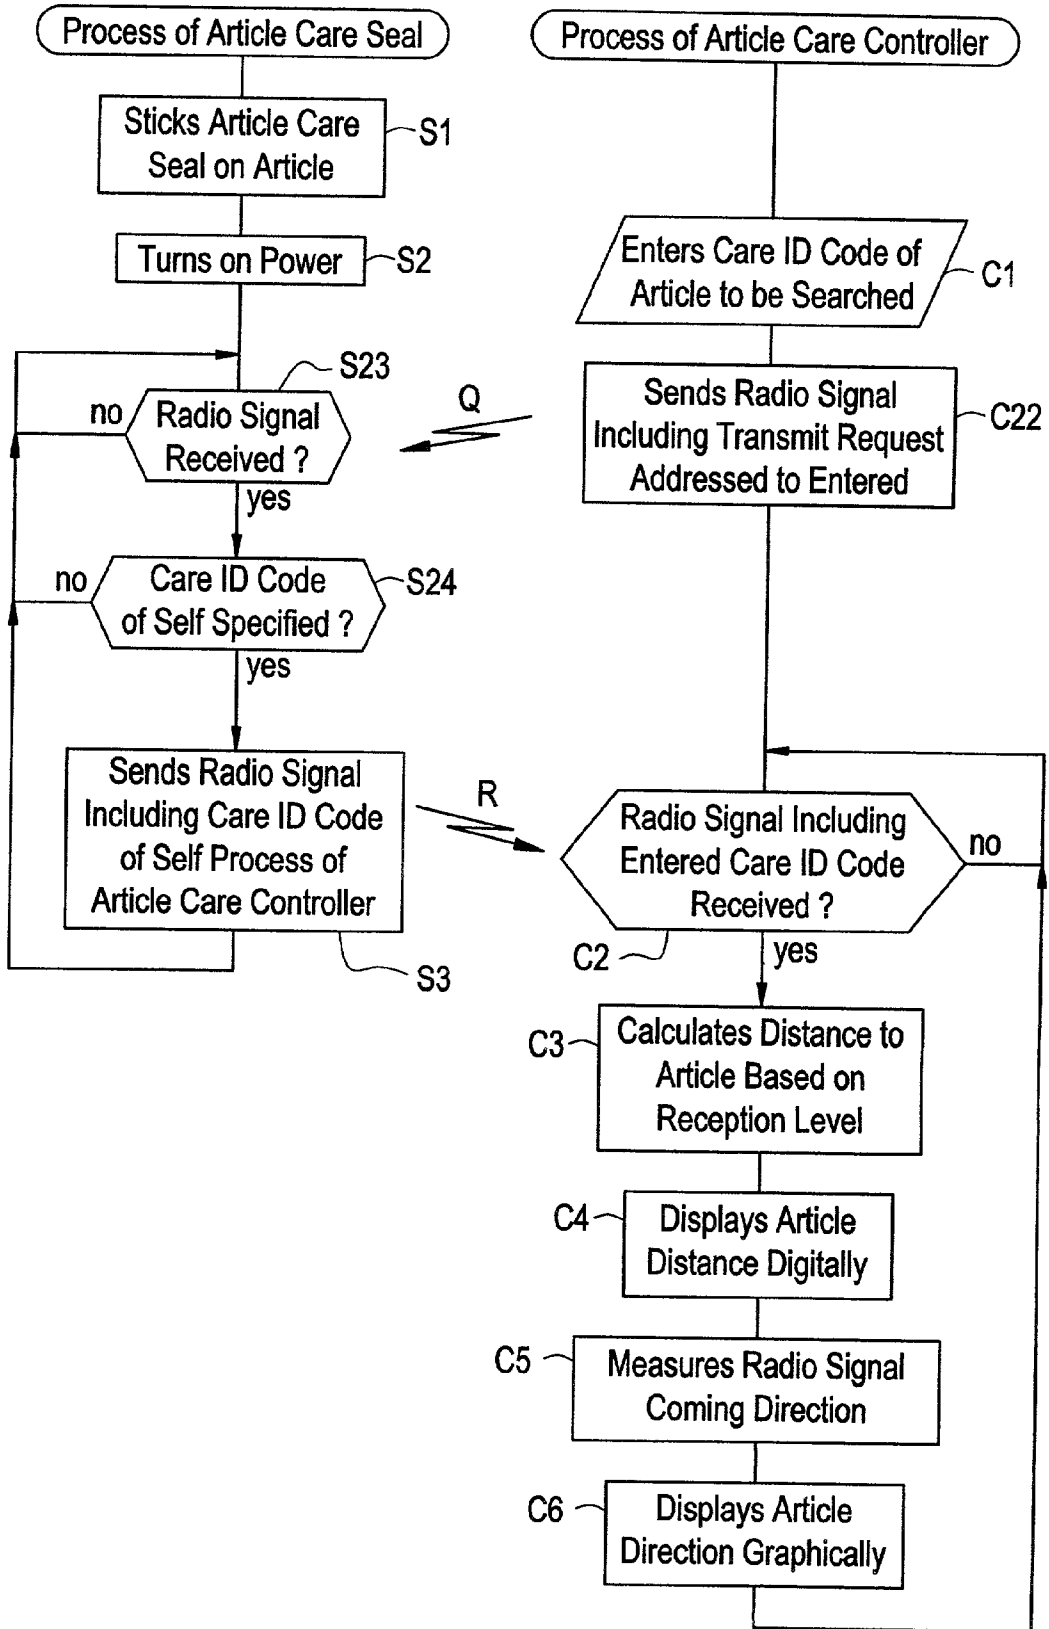 Process of Article Care Seal
Sticks Article Care
Seal on Article
S1
Turns on Power
S2
S23
no
Radio Signal
Received ?
yes
no
Care ID Code
of Self Specified ?
S24
yes
Sends Radio Signal
Including Care ID Code
of Self Process of
Article Care Controller
S3
Q
R
Process of Article Care Controller
Enters Care ID Code of
Article to be Searched
C1
Sends Radio Signal
Including Transmit Request
Addressed to Entered
C22
Radio Signal Including
Entered Care ID Code
Received ?
no
C2
yes
C3
Calculates Distance to
Article Based on
Reception Level
C4
Displays Article
Distance Digitally
C5
Measures Radio Signal
Coming Direction
C6
Displays Article
Direction Graphically